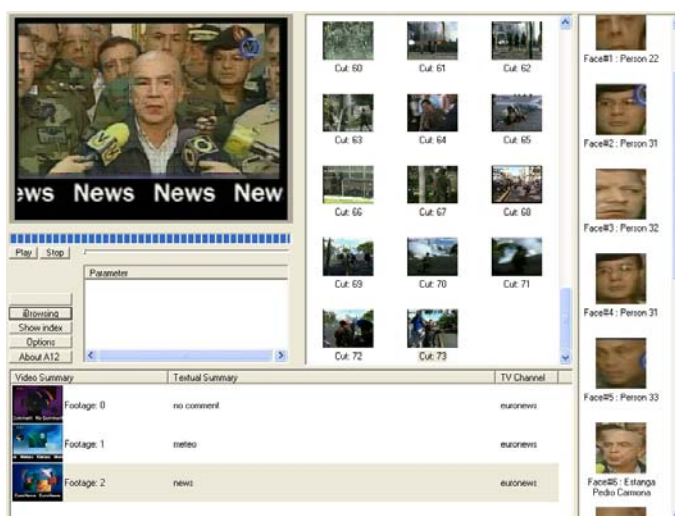 ews News News New
Play
Stop
Parameter
Browsing
Show index
Options
About A12
Cut: 60
Cut: 61
Cut: 62
Cut: 63
Cut: 64
Cut: 65
Cut: 66
Cut: 67
Cut: 68
Cut: 69
Cut: 70
Cut: 71
Cut: 72
Cut: 73
Face#1 : Person 22
Face#2 : Person 31
Face#3 : Person 32
Face#4 : Person 31
Face#5 : Person 33
Face#6 : Estanga
Pedro Carmona
Video Summary Textual Summary TV Channel
Footage: 0 no comment euronews
Footage: 1 meteo euronews
Footage: 2 news euronews